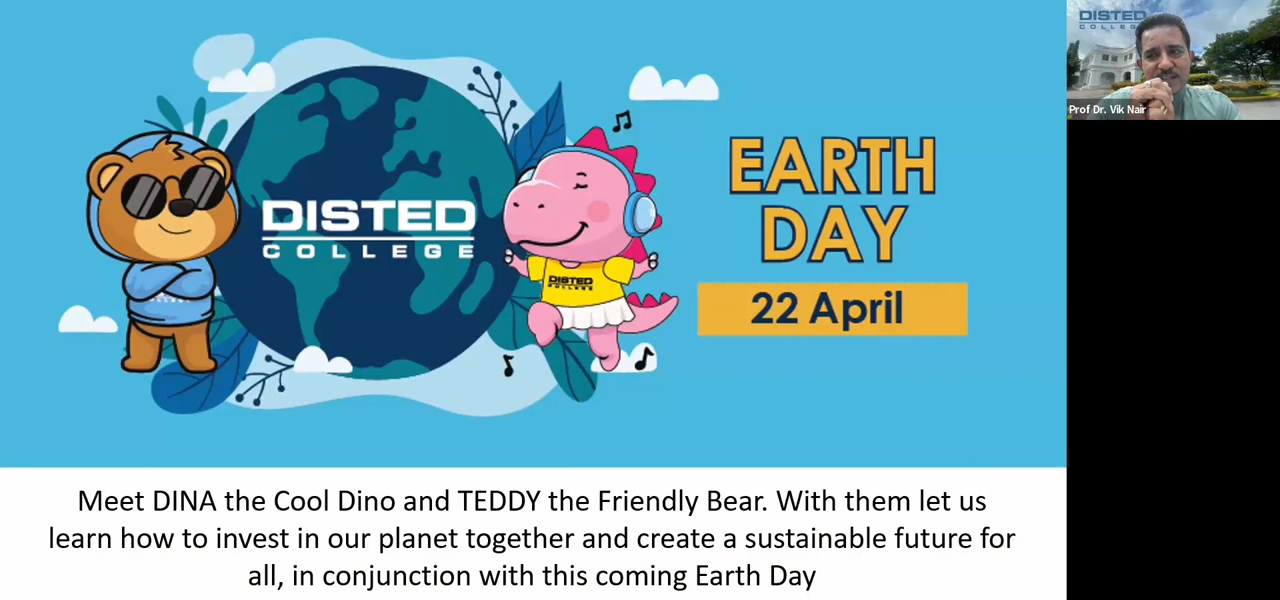 DISTED
COLLEGE
Prof Dr. Vik Nair
DISTED
COLLEGE
DISTED
COLLEGE
EARTH
DAY
22 April
Meet DINA the Cool Dino and TEDDY the Friendly Bear. With them let us
learn how to invest in our planet together and create a sustainable future for
all, in conjunction with this coming Earth Day